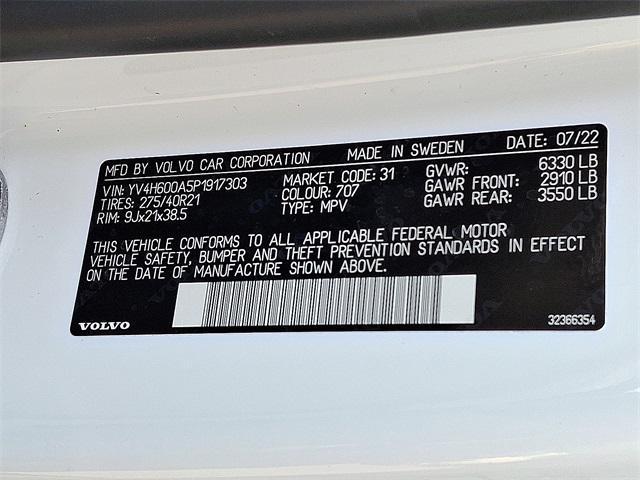 MFD BY VOLVO CAR CORPORATION MADE IN SWEDEN DATE: 07/22
VIN: YV4H600A5P1917303 MARKET CODE: 31 GVWR: 6330 LB
TIRES: 275/40R21 COLOUR: 707 GAWR FRONT: 2910 LB
RIM: 9Jx21x38.5 TYPE: MPV GAWR REAR: 3550 LB
THIS VEHICLE CONFORMS TO ALL APPLICABLE FEDERAL MOTOR
VEHICLE SAFETY, BUMPER AND THEFT PREVENTION STANDARDS IN EFFECT
ON THE DATE OF MANUFACTURE SHOWN ABOVE.
VOLVO 32366354